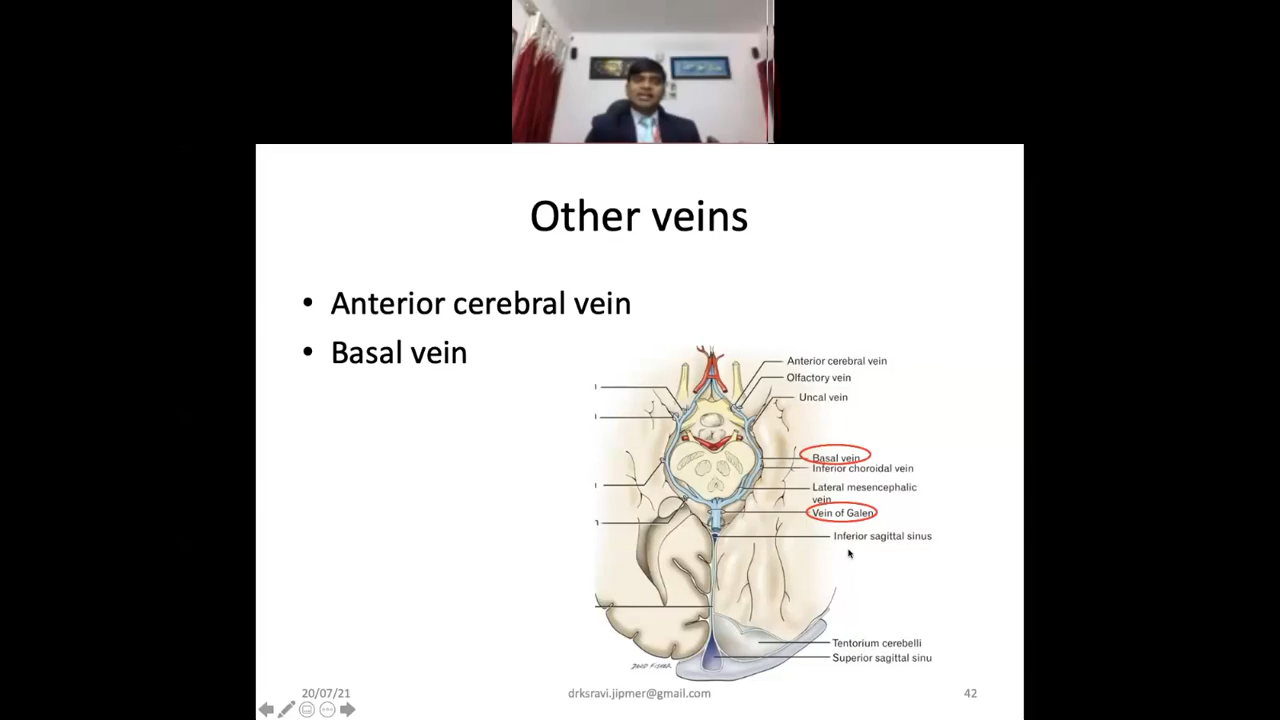 Other veins
• Anterior cerebral vein
• Basal vein
Anterior cerebral vein
Olfactory vein
Uncal vein
Basal vein
Inferior choroidal vein
Lateral mesencephalic
vein
Vein of Galen
Inferior sagittal sinus
Tentorium cerebelli
Superior sagittal sinu
20/07/21
drksravi.jipmer@gmail.com
42